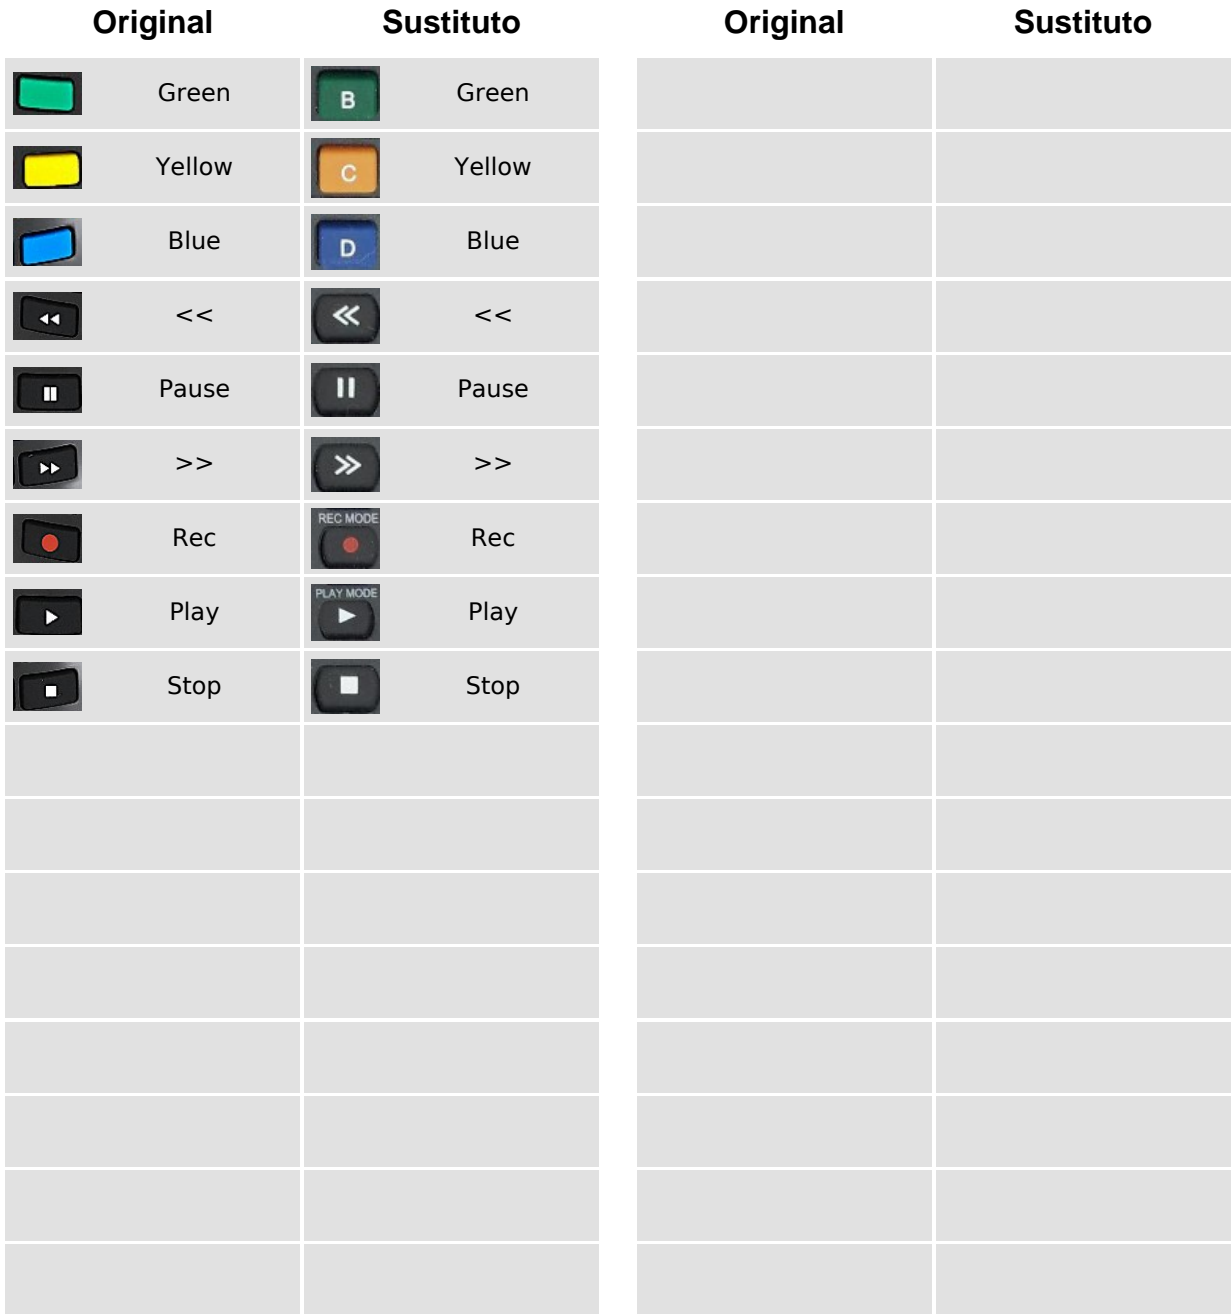 Original Sustituto Original Sustituto
Green B Green
Yellow C Yellow
Blue D Blue
<< <<
Pause Pause
>> >>
REC MODE
Rec Rec
PLAY MODE
Play Play
Stop Stop